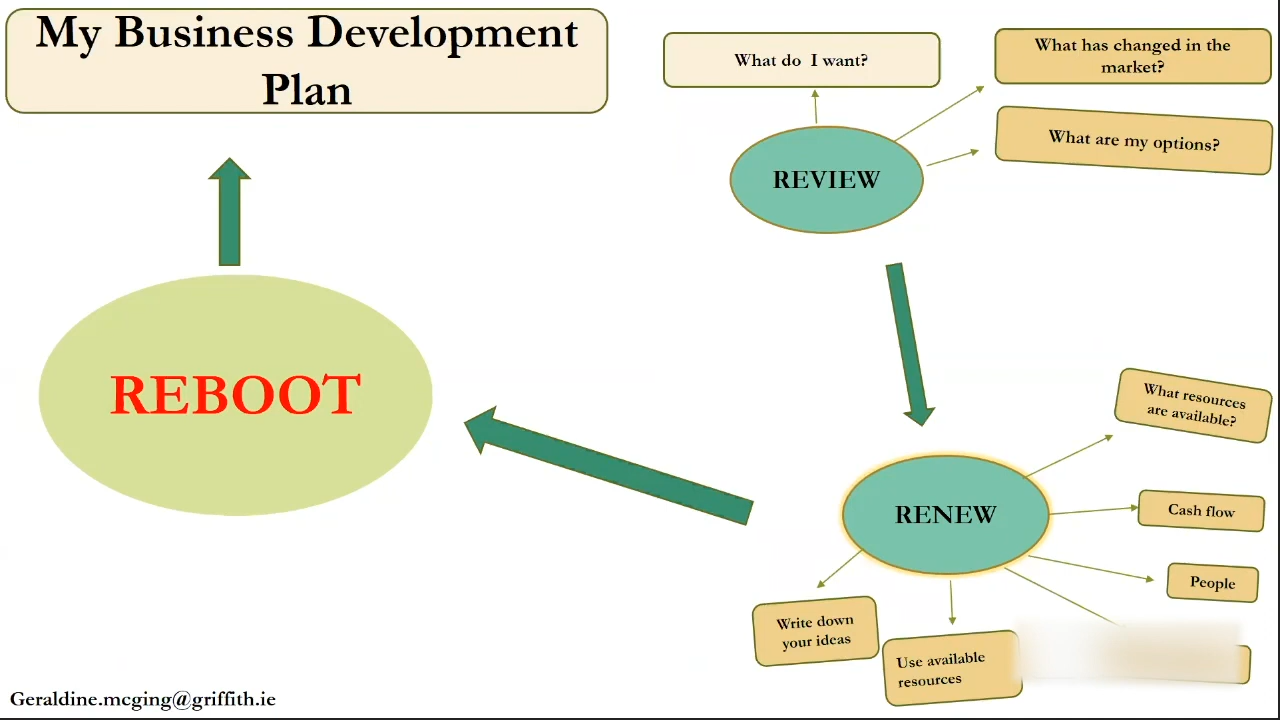 My Business Development
Plan
What do I want?
What has changed in the
market?
What are my options?
REVIEW
REBOOT
What resources
are available?
RENEW
Cash flow
People
Write down
your ideas
Use available
resources
Geraldine.mcging@griffith.ie